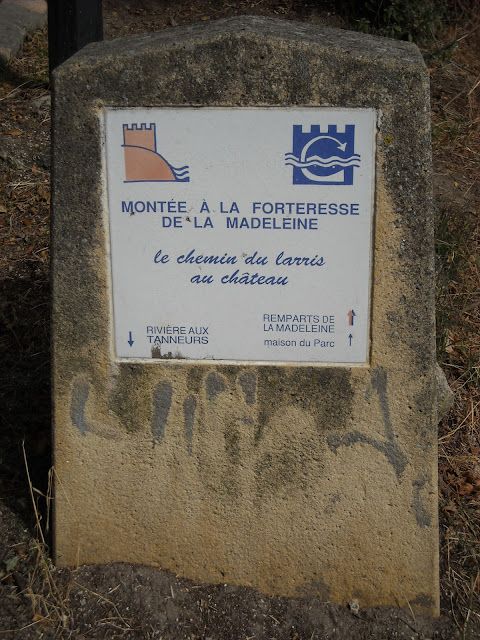 MONTÉE À LA FORTERESSE
DE LA MADELEINE
le chemin du larris
au château
RIVIÈRE AUX
TANNEURS
REMPARTS DE
LA MADELEINE
maison du Parc